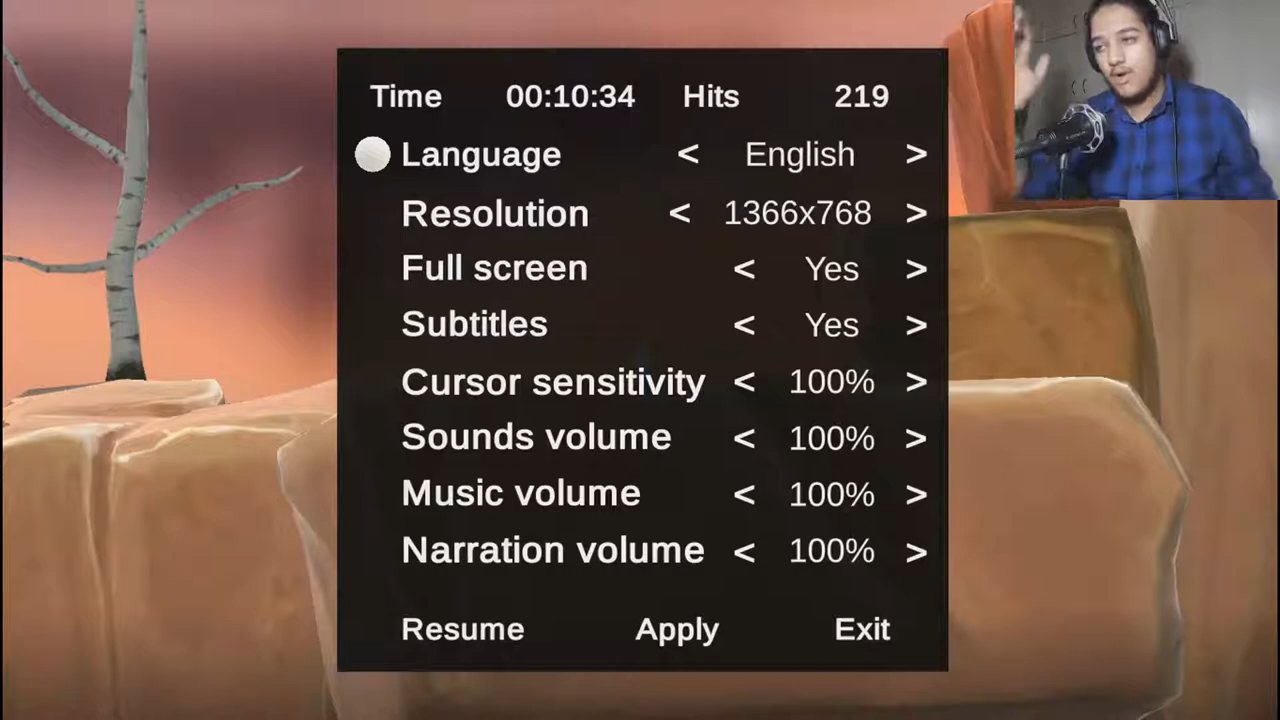 Time 00:10:34 Hits 219
Language < English >
Resolution < 1366x768 >
Full screen < Yes >
Subtitles < Yes >
Cursor sensitivity < 100% >
Sounds volume < 100% >
Music volume < 100% >
Narration volume < 100% >
Resume Apply Exit